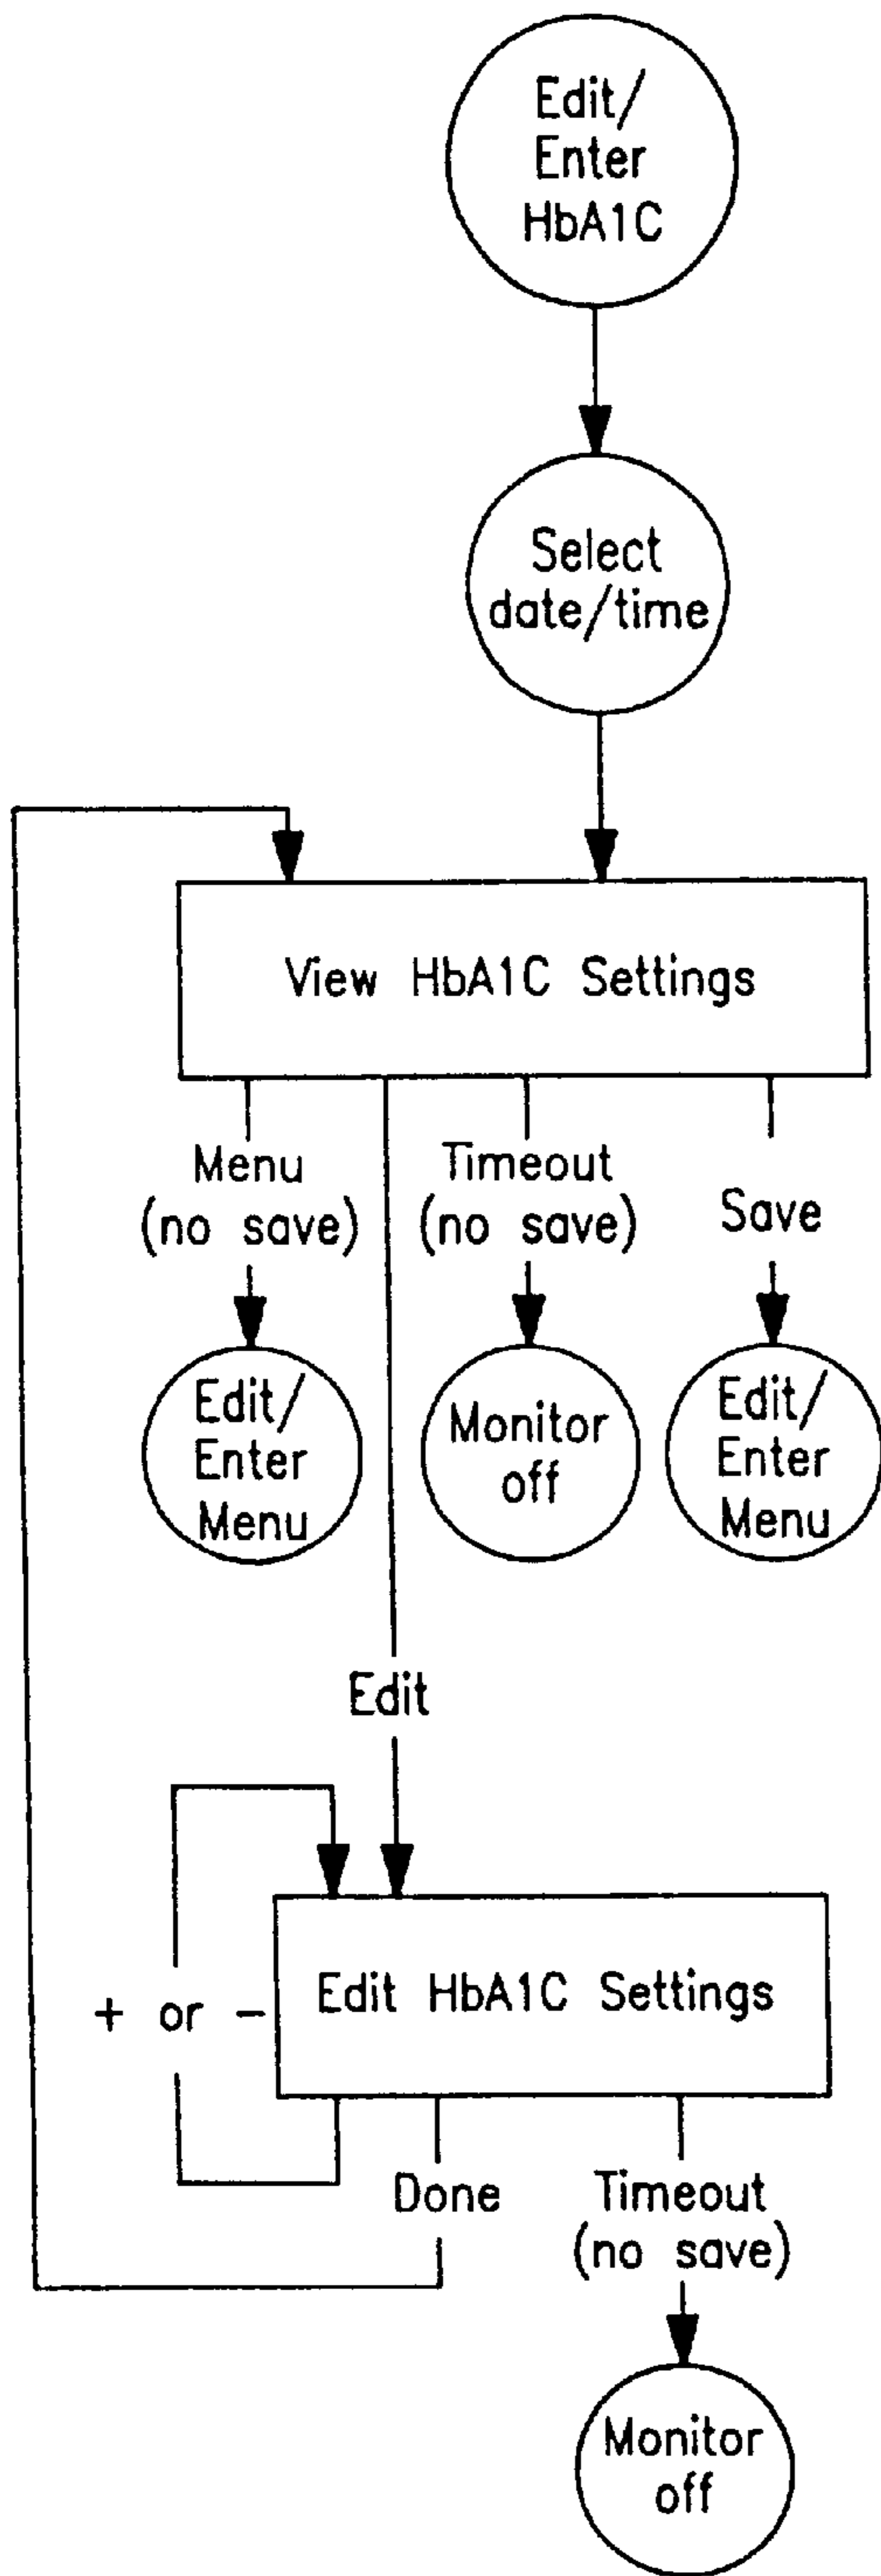 Edit/
Enter
HbA1C
Select
date/time
View HbA1C Settings
Menu
(no save)
Timeout
(no save)
Save
Edit/
Enter
Menu
Monitor
off
Edit/
Enter
Menu
Edit
+ or -
Edit HbA1C Settings
Done
Timeout
(no save)
Monitor
off